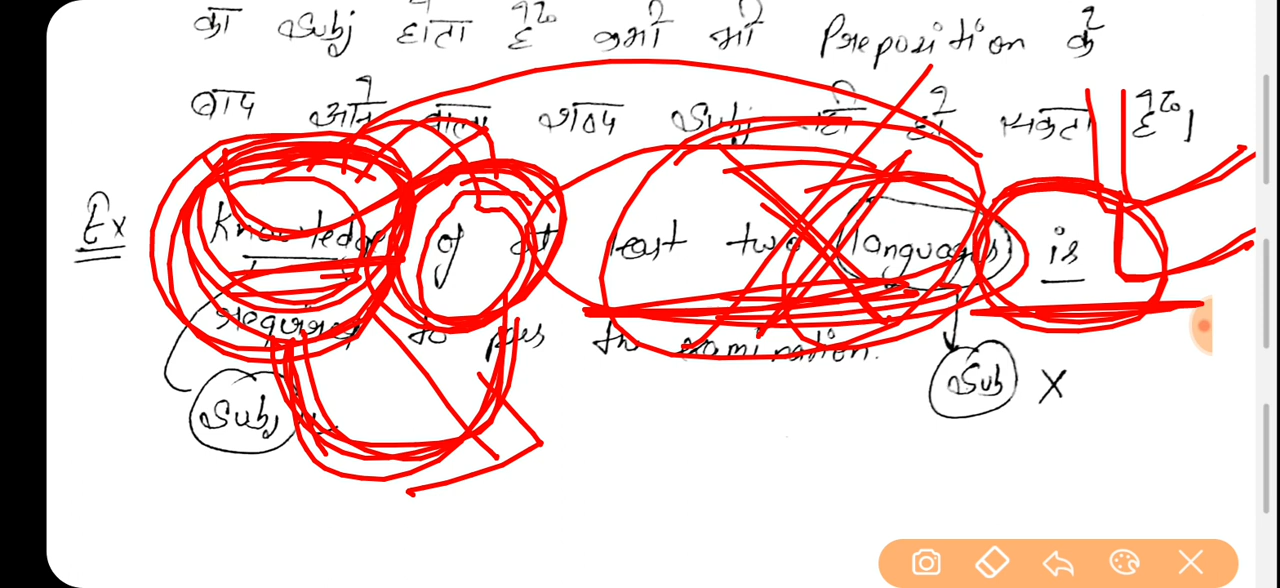 का Subj होता है कभी भी Preposition के
बाद आने वाला शब्द Subj नहीं हो सकता है।
Ex Knowledge of at least two languages is
required to pass the examination.
Subj Sub X